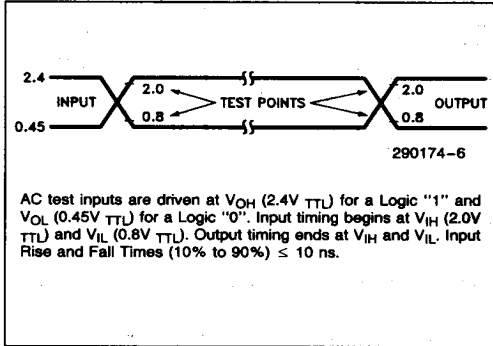 2.4
INPUT
2.0
TEST POINTS
2.0
OUTPUT
0.45
0.8
0.8
290174-6
AC test inputs are driven at VOH (2.4V TTL) for a Logic "1" and
VOL (0.45V TTL) for a Logic "0". Input timing begins at VIH (2.0V
TTL) and VIL (0.8V TTL). Output timing ends at VIH and VIL. Input
Rise and Fall Times (10% to 90%) ≤ 10 ns.